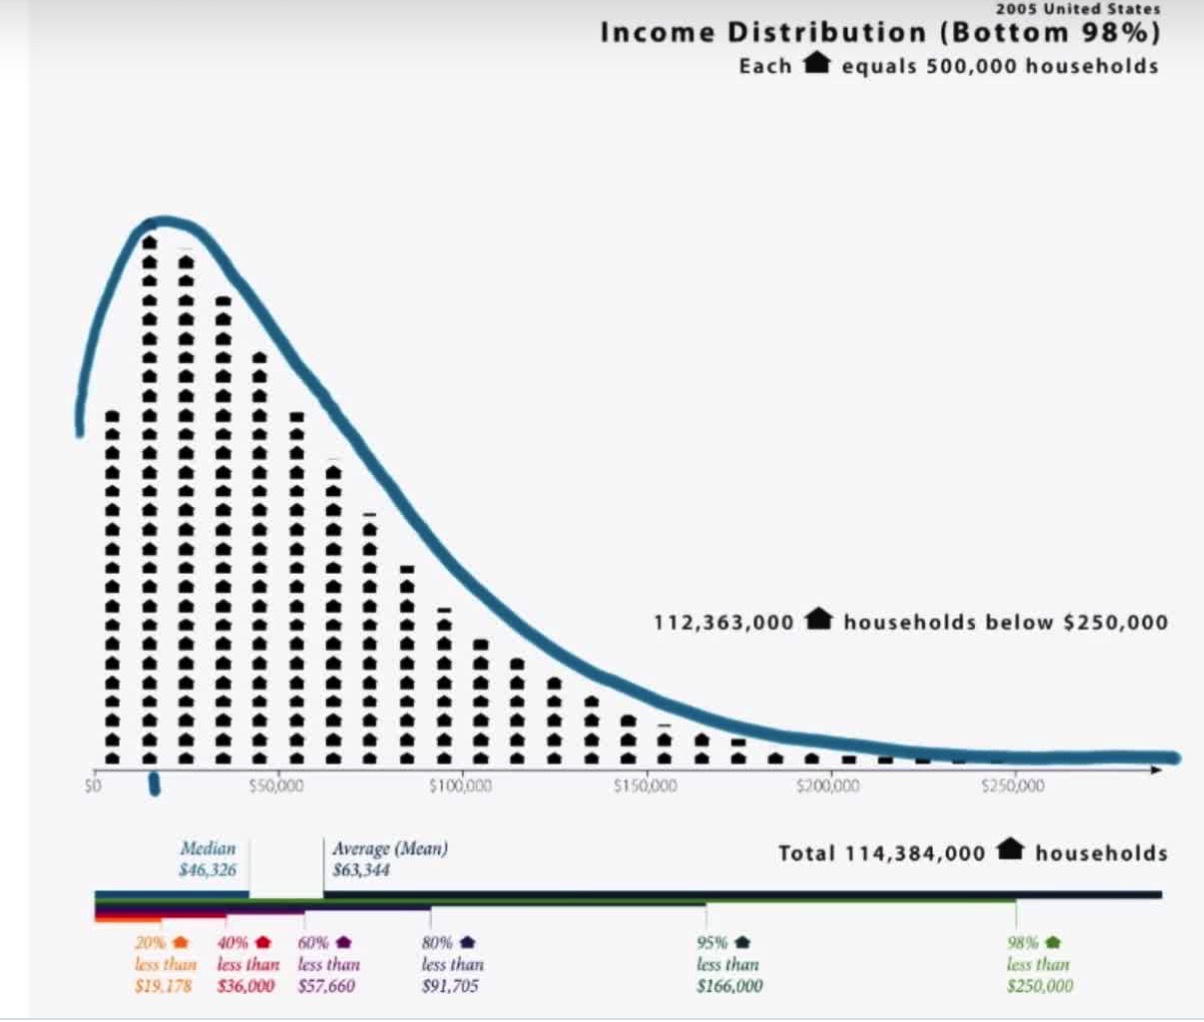 2005 United States
Income Distribution (Bottom 98%)
Each equals 500,000 households
112,363,000 households below $250,000
$0
$50,000
$100,000
$150,000
$200,000
$250,000
Median
$46,326
Average (Mean)
$63,344
Total 114,384,000 households
20%
less than
$19,178
40%
less than
$36,000
60%
less than
$57,660
80%
less than
$91,705
95%
less than
$166,000
98%
less than
$250,000